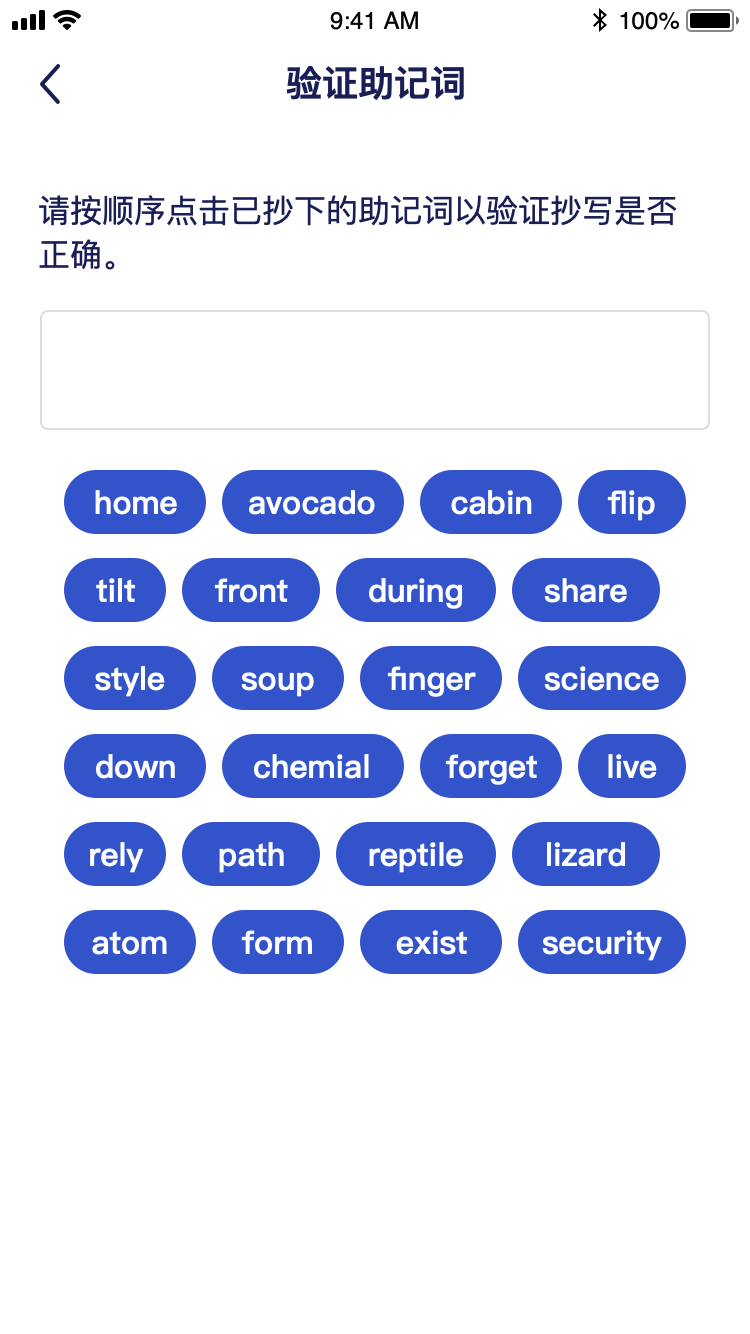 9:41 AM 100%
验证助记词
请按顺序点击已抄下的助记词以验证抄写是否
正确。
home avocado cabin flip
tilt front during share
style soup finger science
down chemial forget live
rely path reptile lizard
atom form exist security